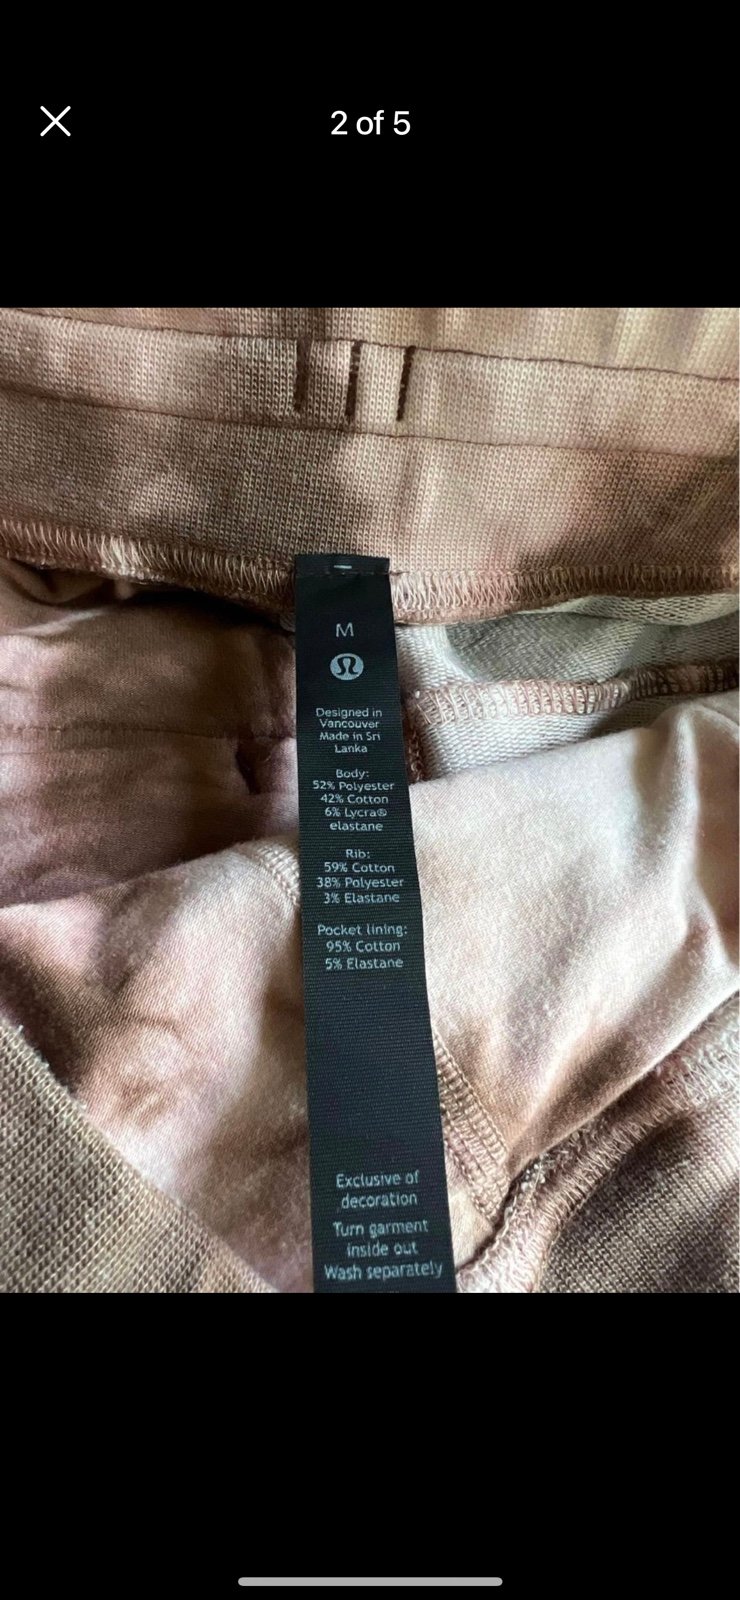 2 of 5
M
Designed in
Vancouver
Made in Sri
Lanka
Body:
52% Polyester
42% Cotton
6% Lycra®
elastane
Rib:
59% Cotton
38% Polyester
3% Elastane
Pocket lining:
95% Cotton
5% Elastane
Exclusive of
decoration
Turn garment
inside out
Wash separately